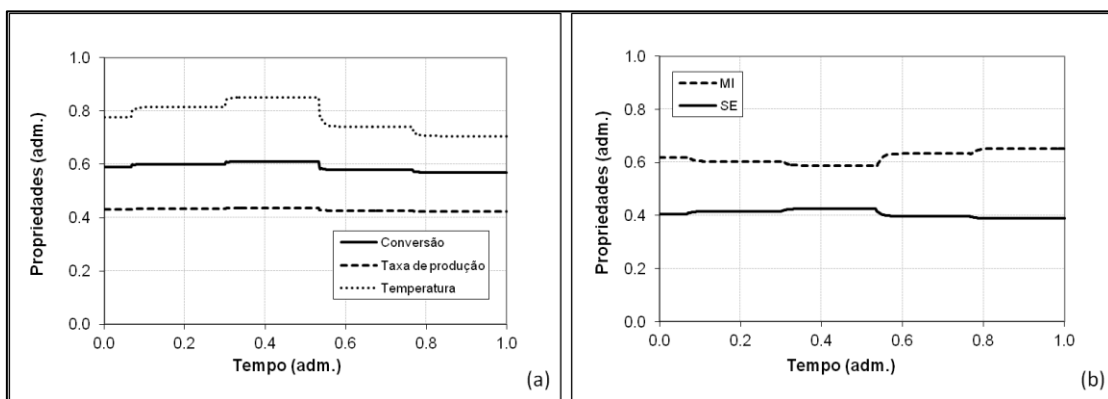 Propriedades (adm.)
1.0
0.8
0.6
0.4
0.2
0.0
Conversão
Taxa de produção
Temperatura
0.0 0.2 0.4 0.6 0.8 1.0
Tempo (adm.)
(a)
Propriedades (adm.)
1.0
0.8
0.6
0.4
0.2
0.0
MI
SE
0.0 0.2 0.4 0.6 0.8 1.0
Tempo (adm.)
(b)